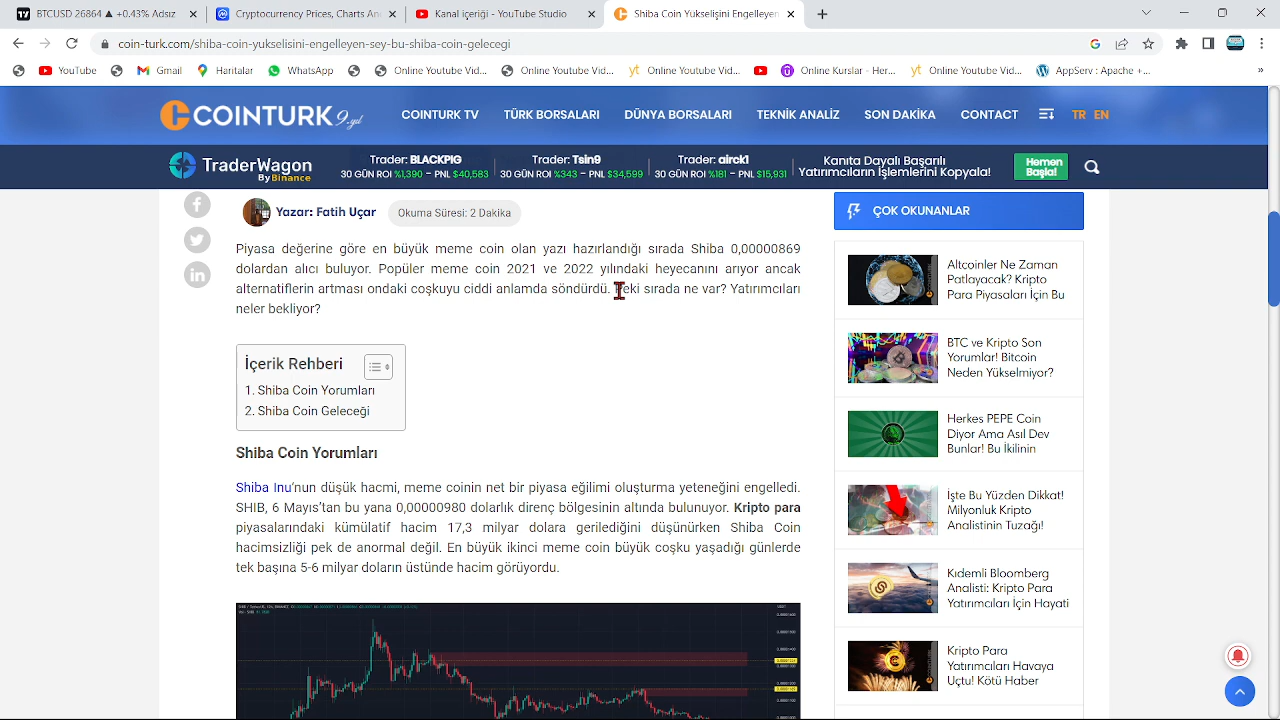 BTCUSD 26864 ▲ +0.43% Adsız
Cryptocurrency Prices, Charts
Kanal İçeriği - YouTube
Shiba Coin Yükselişini Engelleyen
coin-turk.com/shiba-coin-yukselisini-engelleyen-sey-bu-shiba-coin-gelecegi
YouTube
Gmail
Haritalar
WhatsApp
Online YouTube vid...
Online Youtube Vid...
Online Kurslar - Her...
Online Youtube Vid...
AppServ : Apache +...
»
COINTURK 9.yıl
COINTURK TV
TÜRK BORSALARI
DÜNYA BORSALARI
TEKNİK ANALİZ
SON DAKİKA
CONTACT
TR EN
TraderWagon
By Binance
Trader: BLACKPIG
30 GÜN ROI %1,390 – PNL $40,583
Trader: Tsin9
30 GÜN ROI %343 – PNL $34,599
Trader: airck1
30 GÜN ROI %181 – PNL $15,931
Kanıta Dayalı Başarılı
Yatırımcıların İşlemlerini Kopyala!
Hemen
Başla!
Yazar: Fatih Uçar
Okuma Süresi: 2 Dakika
Piyasa değerine göre en büyük meme coin olan yazı hazırlandığı sırada Shiba 0,00000869
dolardan alıcı buluyor. Popüler meme coin 2021 ve 2022 yılındaki heyecanını arıyor ancak
alternatiflerin artması ondaki coşkuyu ciddi anlamda söndürdü. Peki sırada ne var? Yatırımcıları
neler bekliyor?
İçerik Rehberi
1. Shiba Coin Yorumları
2. Shiba Coin Geleceği
Shiba Coin Yorumları
Shiba Inu'nun düşük hacmi, meme coinin net bir piyasa eğilimi oluşturma yeteneğini engelledi.
SHIB, 6 Mayıs'tan bu yana 0,00000930 dolarlık direnç bölgesinin altında bulunuyor. Kripto para
piyasalarındaki kümülatif hacim 17,3 milyar dolara gerilediğini düşünürken Shiba Coin
hacimsizliği pek de anormal değil. En büyük ikinci meme coin büyük coşku yaşadığı günlerde
tek başına 5-6 milyar doların üstünde hacim görüyordu.
ÇOK OKUNANLAR
Altcoinler Ne Zaman
Patlayacak? Kripto
Para Piyasaları İçin Bu
BTC ve Kripto Son
Yorumlar! Bitcoin
Neden Yükselmiyor?
Herkes PEPE Coin
Diyor Ama Asıl Dev
Bunlar! Bu İkilinin
İşte Bu Yüzden Dikkat!
Milyonluk Kripto
Analistinin Tuzağı!
Kıdemli Bloomberg
Analisti: Kripto Para
Yatırımcıları İçin Hayati
Kripto Para
Yatırımcıları Havaya
Uçtu! Kötü Haber